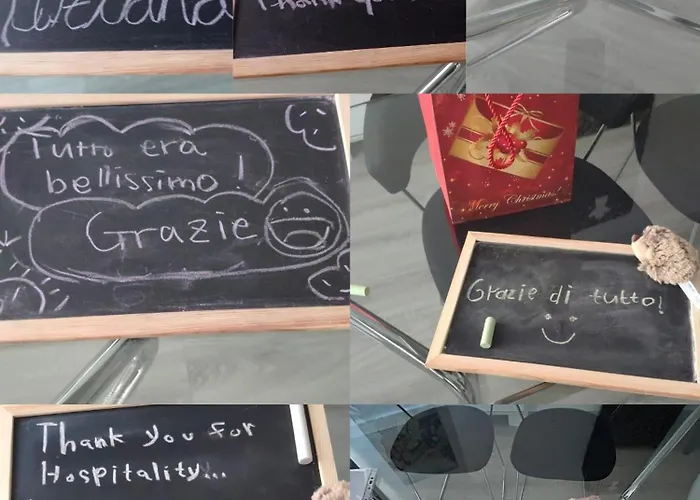 Tutto era
bellissimo!
Grazie
Merry Christmas!
Grazie di tutto!
Thank you for
Hospitality...